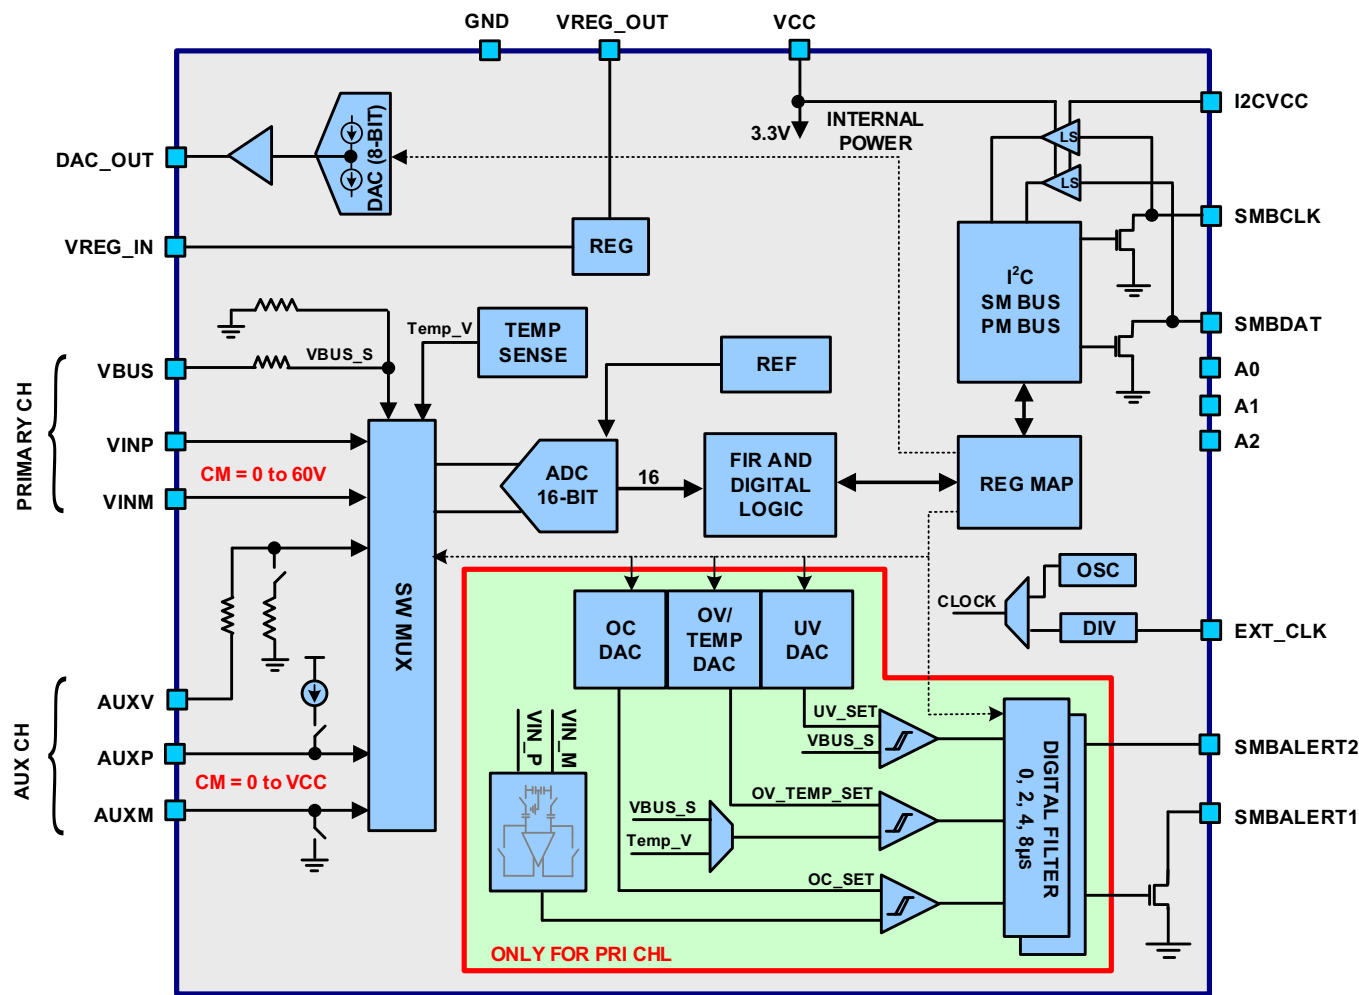 GND
VREG_OUT
VCC
I2CVCC
INTERNAL
POWER
3.3V
LS
DAC_OUT
DAC (8-BIT)
LS
SMBCLK
VREG_IN
REG
I²C
SM BUS
PM BUS
TEMP
SENSE
Temp_V
SMBDAT
VBUS_S
VBUS
REF
A0
A1
PRIMARY CH
VINP
A2
CM = 0 to 60V
ADC
16-BIT
16
FIR AND
DIGITAL
LOGIC
REG MAP
VINM
SW MUX
OSC
CLOCK
DIV
EXT_CLK
OC
DAC
OV/
TEMP
DAC
UV
DAC
AUX CH
AUXV
UV_SET
VBUS_S
VIN_P
VIN_M
DIGITAL FILTER
0, 2, 4, 8µs
SMBALERT2
AUXP
CM = 0 to VCC
AUXM
VBUS_S
OV_TEMP_SET
SMBALERT1
Temp_V
OC_SET
ONLY FOR PRI CHL